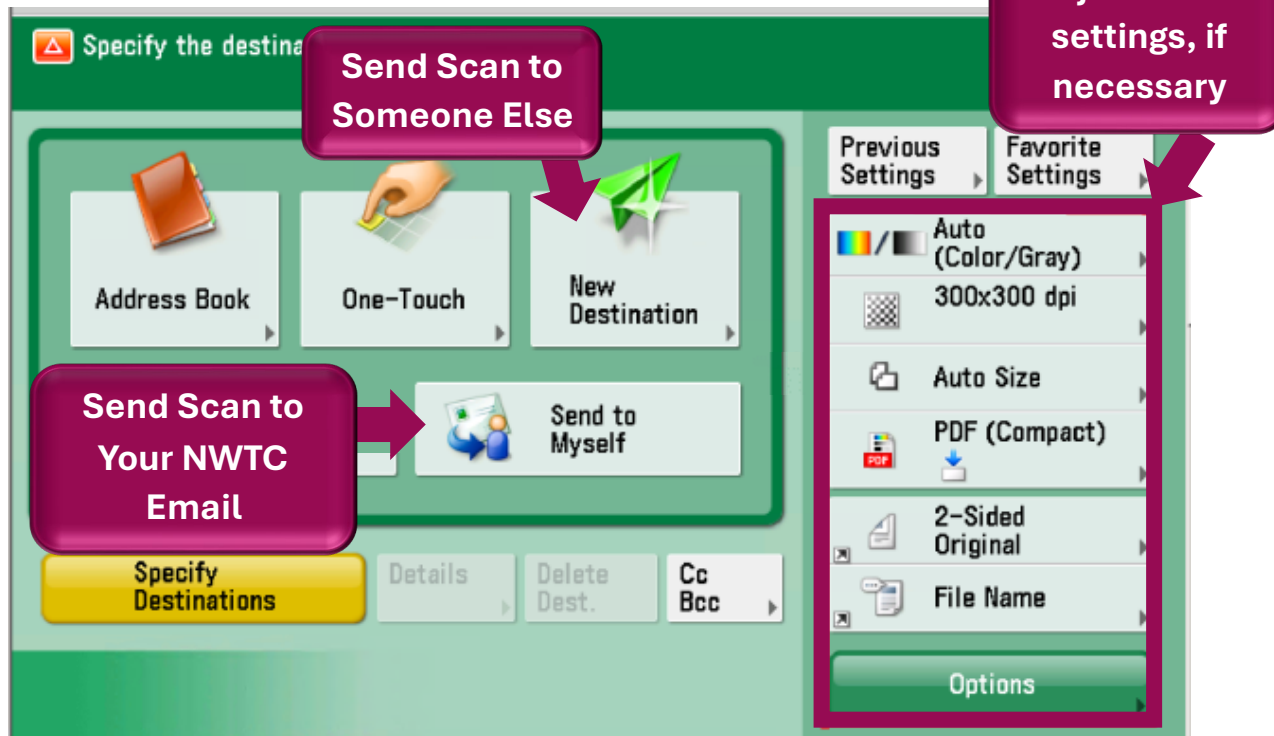 Specify the
settings, if
necessary
Send Scan to
Someone Else
Previous
Settings
Favorite
Settings
Address Book
One-Touch
New
Destination
Auto
(Color/Gray)
300x300 dpi
Auto Size
PDF (Compact)
PDF
2-Sided
Original
File Name
Options
Send Scan to
Your NWTC
Email
Send to
Myself
Specify
Destinations
Details
Delete
Dest.
Cc
Bcc